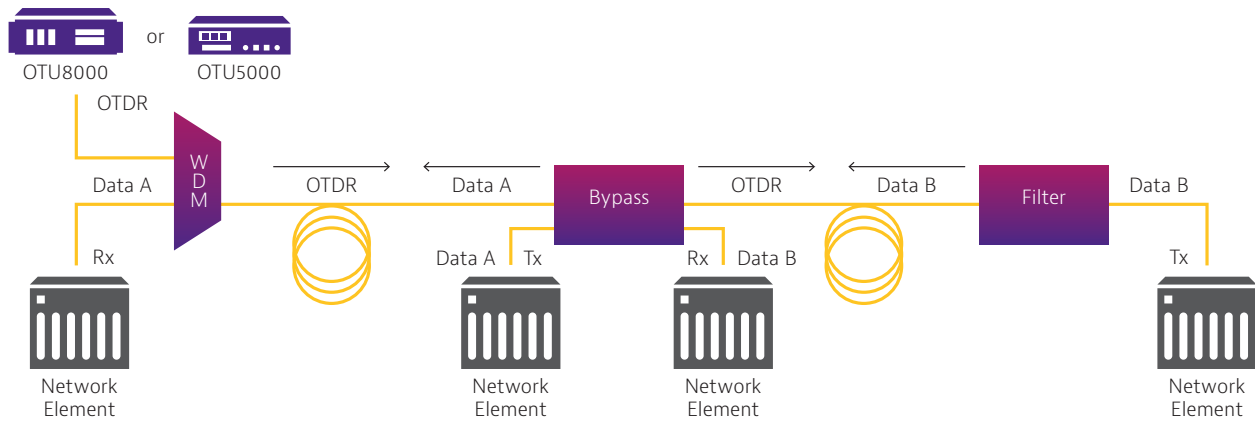 or
OTU8000
OTU5000
OTDR
W
D
M
Data A
OTDR
Data A
Bypass
OTDR
Data B
Filter
Data B
Rx
Data A
Tx
Rx
Data B
Tx
Network
Element
Network
Element
Network
Element
Network
Element